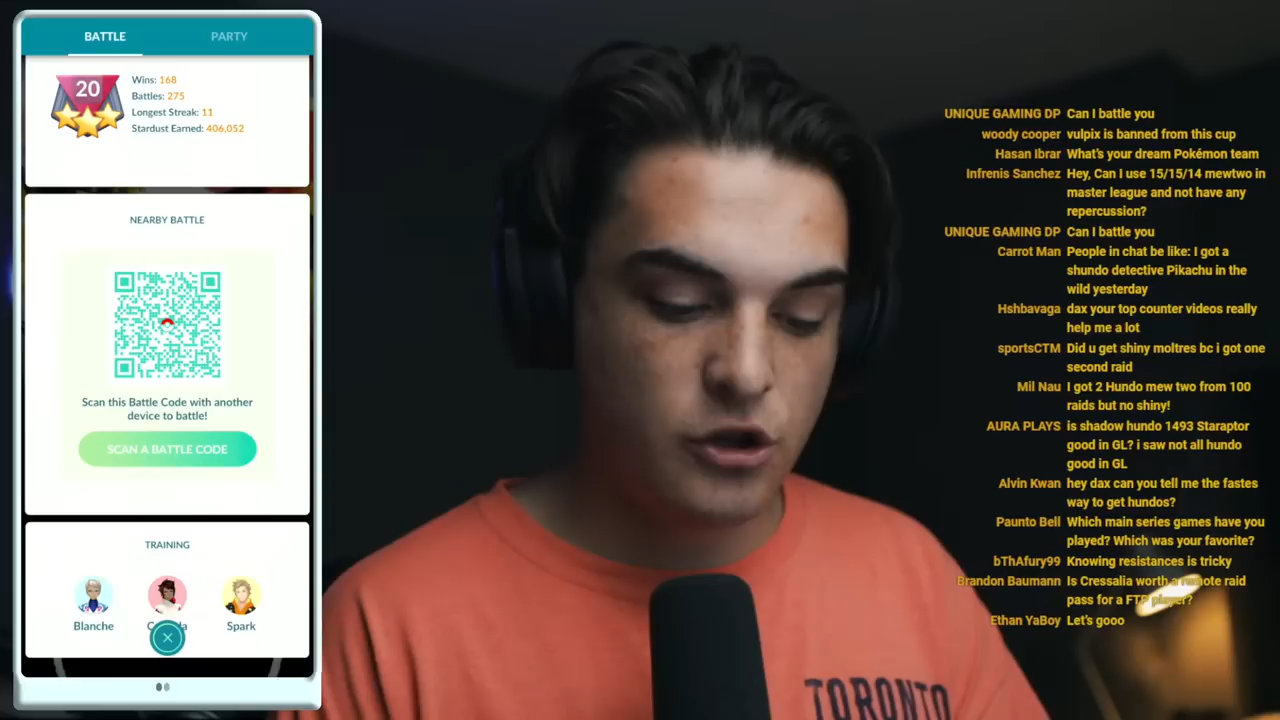 BATTLE
PARTY
20
Wins: 168
Battles: 275
Longest Streak: 11
Stardust Earned: 406,052
NEARBY BATTLE
Scan this Battle Code with another
device to battle!
SCAN A BATTLE CODE
TRAINING
Blanche
Spark
UNIQUE GAMING DP Can I battle you
woody cooper vulpix is banned from this cup
Hasan Ibrar What's your dream Pokémon team
Infrenis Sanchez Hey, Can I use 15/15/14 mewtwo in
master league and not have any
repercussion?
UNIQUE GAMING DP Can I battle you
Carrot Man People in chat be like: I got a
shundo detective Pikachu in the
wild yesterday
Hshbavaga dax your top counter videos really
help me a lot
sportsCTM Did u get shiny moltres bc i got one
second raid
Mil Nau I got 2 Hundo mew two from 100
raids but no shiny!
AURA PLAYS is shadow hundo 1493 Staraptor
good in GL? i saw not all hundo
good in GL
Alvin Kwan hey dax can you tell me the fastes
way to get hundos?
Paunto Bell Which main series games have you
played? Which was your favorite?
bThAfury99 Knowing resistances is tricky
Brandon Baumann Is Cressalia worth a remote raid
pass for a FTP player?
Ethan YaBoy Let's gooo
TORONTO